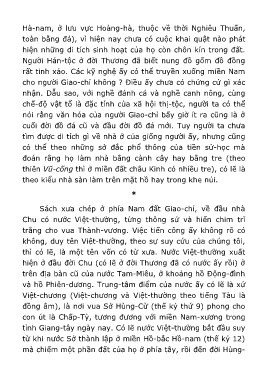 Hà-nam, ở lưu vực Hoàng-hà, thuộc về thời Nghiêu Thuấn,
toàn bằng đá), vì hiện nay chưa có cuộc khai quật nào phát
hiện những di tích sinh hoạt của họ còn chôn kín trong đất.
Người Hán-tộc ở đời Thương đã biết nung đồ gốm đồ đồng
rất tinh xảo. Các kỹ nghệ ấy có thể truyền xuống miền Nam
cho người Giao-chỉ không ? Điều ấy chưa có chứng cứ gì xác
nhận. Dẫu sao, với nghề đánh cá và nghề canh nông, cùng
chế-độ vật tổ là đặc tính của xã hội thị-tộc, người ta có thể
nói rằng văn hóa của người Giao-chỉ bấy giờ ít ra cũng là ở
cuối đời đồ đá cũ và đầu đời đồ đá mới. Tuy người ta chưa
tìm được di tích gì về nhà ở của giống người ấy, nhưng cũng
có thể theo những sở đắc phổ thông của tiền sử-học mà
đoán rằng họ làm nhà bằng cành cây hay bằng tre (theo
thiên Vũ-cống thì ở miền đất châu Kinh có nhiều tre), có lẽ là
theo kiểu nhà sàn làm trên mặt hồ hay trong khe núi.
*
Sách xưa chép ở phía Nam đất Giao-chỉ, về đầu nhà
Chu có nước Việt-thường, từng thông sứ và hiến chim trĩ
trắng cho vua Thành-vương. Việc tiến công ấy không rõ có
không, duy tên Việt-thường, theo sự suy cứu của chúng tôi,
thì có lẽ, là một tên vốn có từ xưa. Nước Việt-thường xuất
hiện ở đầu đời Chu (có lẽ ở đời Thương đã có nước ấy rồi) ở
trên địa bàn cũ của nước Tam-Miêu, ở khoảng hồ Động-đình
và hồ Phiên-dương. Trung-tâm điểm của nước ấy có lẽ là xứ
Việt-chương (Việt-chương và Việt-thường theo tiếng Tàu là
đồng âm), là nơi vua Sở Hùng-Cừ (thế kỷ thứ 9) phong cho
con út là Chấp-Tỳ, tương đương với miền Nam-xương trong
tỉnh Giang-tây ngày nay. Có lẽ nước Việt-thường bắt đầu suy
từ khi nước Sở thành lập ở miền Hồ-bắc Hồ-nam (thế kỷ 12)
mà chiếm một phần đất của họ ở phía tây, rồi đến đời Hùng-